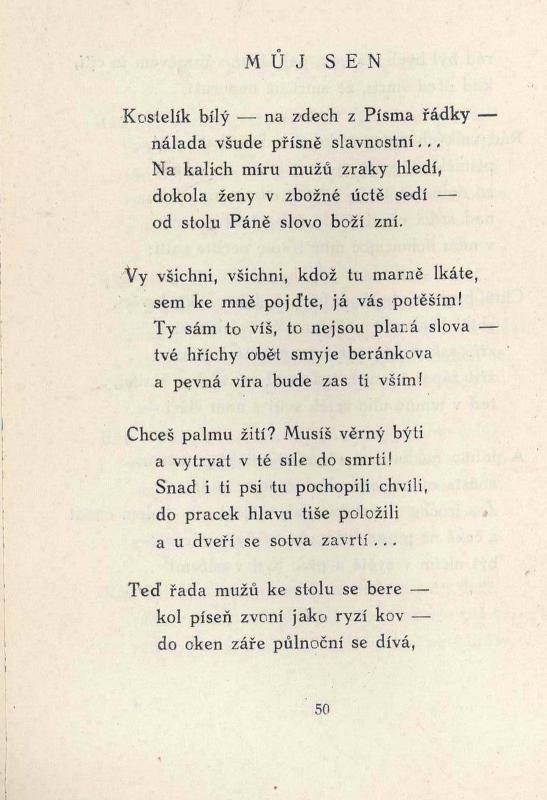 MŮJ SEN
Kostelík bílý — na zdech z Písma řádky —
nálada všude přísně slavnostní...
Na kalich míru mužů zraky hledí,
dokola ženy v zbožné úctě sedí —
od stolu Páně slovo boží zní.
Vy všichni, všichni, kdož tu marně lkáte,
sem ke mně pojďte, já vás potěším!
Ty sám to víš, to nejsou planá slova —
tvé hříchy obět smyje beránkova
a pevná víra bude zas ti vším!
Chceš palmu žití? Musíš věrný býti
a vytrvat v té síle do smrti!
Snad i ti psi tu pochopili chvíli,
do pracek hlavu tiše položili
a u dveří se sotva zavrtí...
Teď řada mužů ke stolu se bere —
kol píseň zvoní jako ryzí kov —
do oken záře půlnoční se dívá,
50